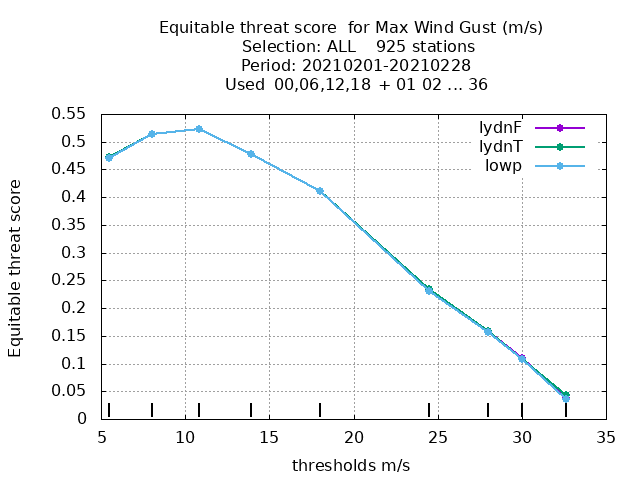 Equitable threat score  for Max Wind Gust (m/s)
Selection: ALL    925 stations
Period: 20210201-20210228
Used  00,06,12,18  + 01 02 ... 36
lydnF
lydnT
lowp
0.55
0.5
0.45
0.4
0.35
0.3
0.25
0.2
0.15
0.1
0.05
0
Equitable threat score
5 10 15 20 25 30 35
thresholds m/s